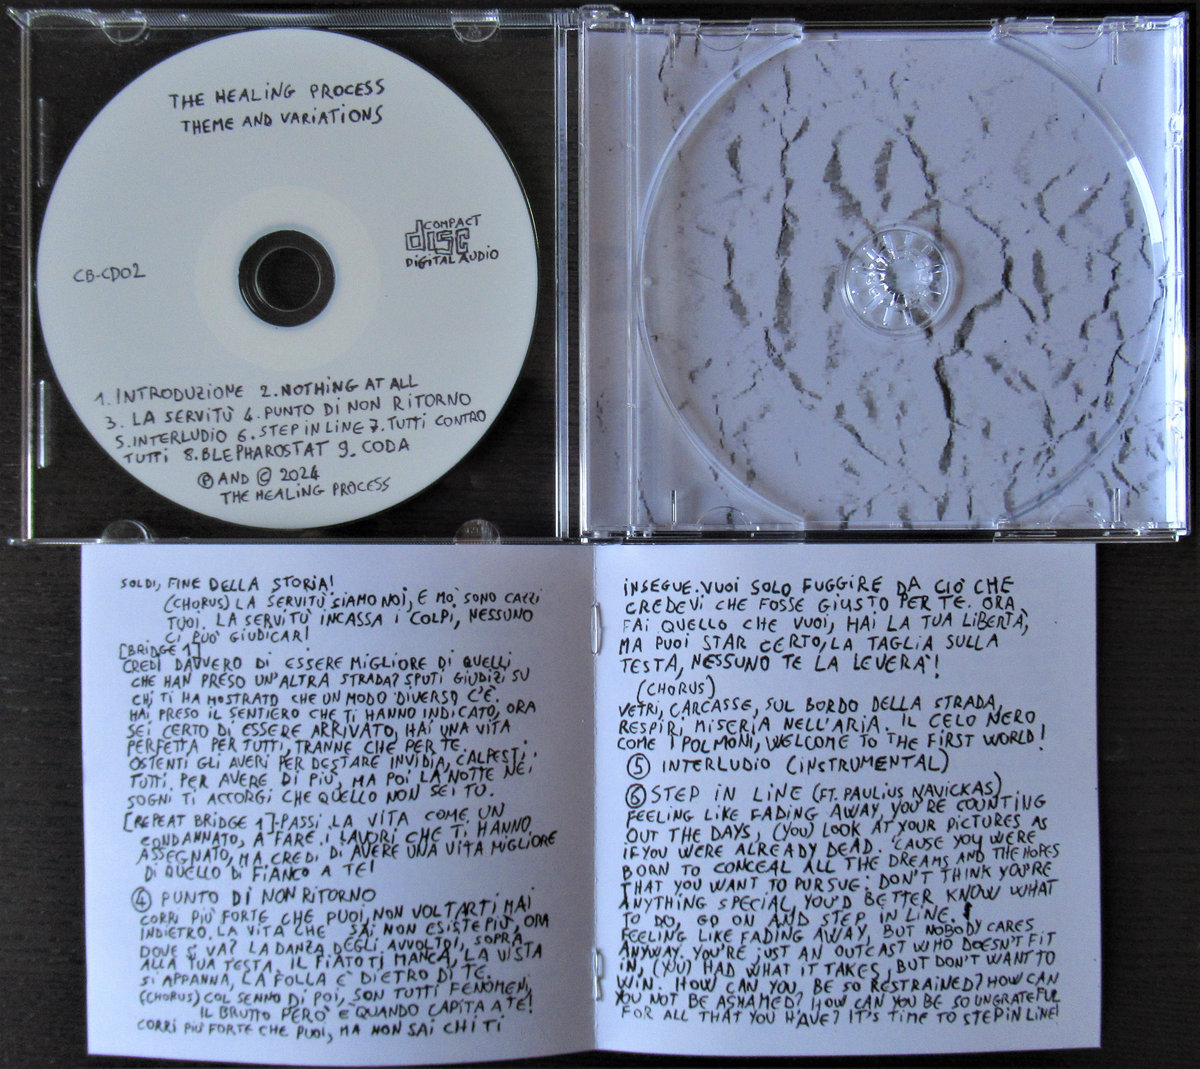 THE HEALING PROCESS
THEME AND VARIATIONS
COMPACT
disc
DIGITAL AUDIO
CB-CD02
1. INTRODUZIONE 2. NOTHING AT ALL
3. LA SERVITÙ 4. PUNTO DI NON RITORNO
5. INTERLUDIO 6. STEP IN LINE 7. TUTTI CONTRO
TUTTI 8. BLEPHAROSTAT 9. CODA
Ⓟ AND © 2024
THE HEALING PROCESS
SOLDI, FINE DELLA STORIA!
(CHORUS) LA SERVITÙ SIAMO NOI, E MO' SONO CAZZI
TUOI. LA SERVITÙ INCASSA I COLPI, NESSUNO
CI PUÒ GIUDICAR!
[BRIDGE 1]
CREDI DAVVERO DI ESSERE MIGLIORE DI QUELLI
CHE HAN PRESO UN'ALTRA STRADA? SPUTI GIUDIZI SU
CHI TI HA MOSTRATO CHE UN MODO DIVERSO C'È.
HAI PRESO IL SENTIERO CHE TI HANNO INDICATO, ORA
SEI CERTO DI ESSERE ARRIVATO, HAI UNA VITA
PERFETTA PER TUTTI, TRANNE CHE PER TE.
OSTENTI GLI AVERI PER DESTARE INVIDIA, CALPESTI
TUTTI PER AVERE DI PIÙ, MA POI LA NOTTE NEI
SOGNI TI ACCORGI CHE QUELLO NON SEI TU.
[REPEAT BRIDGE 1] PASSI LA VITA COME UN
CONDANNATO, A FARE I LAVORI CHE TI HANNO
ASSEGNATO, MA CREDI DI AVERE UNA VITA MIGLIORE
DI QUELLO DI FIANCO A TE!
④ PUNTO DI NON RITORNO
CORRI PIÙ FORTE CHE PUOI, NON VOLTARTI MAI
INDIETRO. LA VITA CHE SAI NON ESISTE PIÙ, ORA
DOVE SI VA? LA DANZA DEGLI AVVOLTOI, SOPRA
ALLA TUA TESTA. IL FIATO TI MANCA, LA VISTA
SI APPANNA, LA FOLLA È DIETRO DI TE.
(CHORUS) COL SENNO DI POI, SON TUTTI FENOMENI,
IL BRUTTO PERÒ È QUANDO CAPITA A TE!
CORRI PIÙ FORTE CHE PUOI, MA NON SAI CHI TI
INSEGUE. VUOI SOLO FUGGIRE DA CIÒ CHE
CREDEVI CHE FOSSE GIUSTO PER TE. ORA
FAI QUELLO CHE VUOI, HAI LA TUA LIBERTÀ,
MA PUOI STAR CERTO, LA TAGLIA SULLA
TESTA, NESSUNO TE LA LEVERÀ!
(CHORUS)
VETRI, CARCASSE, SUL BORDO DELLA STRADA,
RESPIRI MISERIA NELL'ARIA. IL CELO NERO
COME I POLMONI, WELCOME TO THE FIRST WORLD!
⑤ INTERLUDIO (INSTRUMENTAL)
⑥ STEP IN LINE (FT. PAULIUS NAVICKAS)
FEELING LIKE FADING AWAY, YOU'RE COUNTING
OUT THE DAYS, (YOU) LOOK AT YOUR PICTURES AS
IF YOU WERE ALREADY DEAD. 'CAUSE YOU WERE
BORN TO CONCEAL ALL THE DREAMS AND THE HOPES
THAT YOU WANT TO PURSUE. DON'T THINK YOU'RE
ANYTHING SPECIAL, YOU'D BETTER KNOW WHAT
TO DO, GO ON AND STEP IN LINE.
FEELING LIKE FADING AWAY, BUT NOBODY CARES
ANYWAY. YOU'RE JUST AN OUTCAST WHO DOESN'T FIT
IN, (YOU) HAD WHAT IT TAKES, BUT DON'T WANT TO
WIN. HOW CAN YOU BE SO RESTRAINED? HOW CAN
YOU NOT BE ASHAMED? HOW CAN YOU BE SO UNGRATEFUL
FOR ALL THAT YOU HAVE? IT'S TIME TO STEP IN LINE!